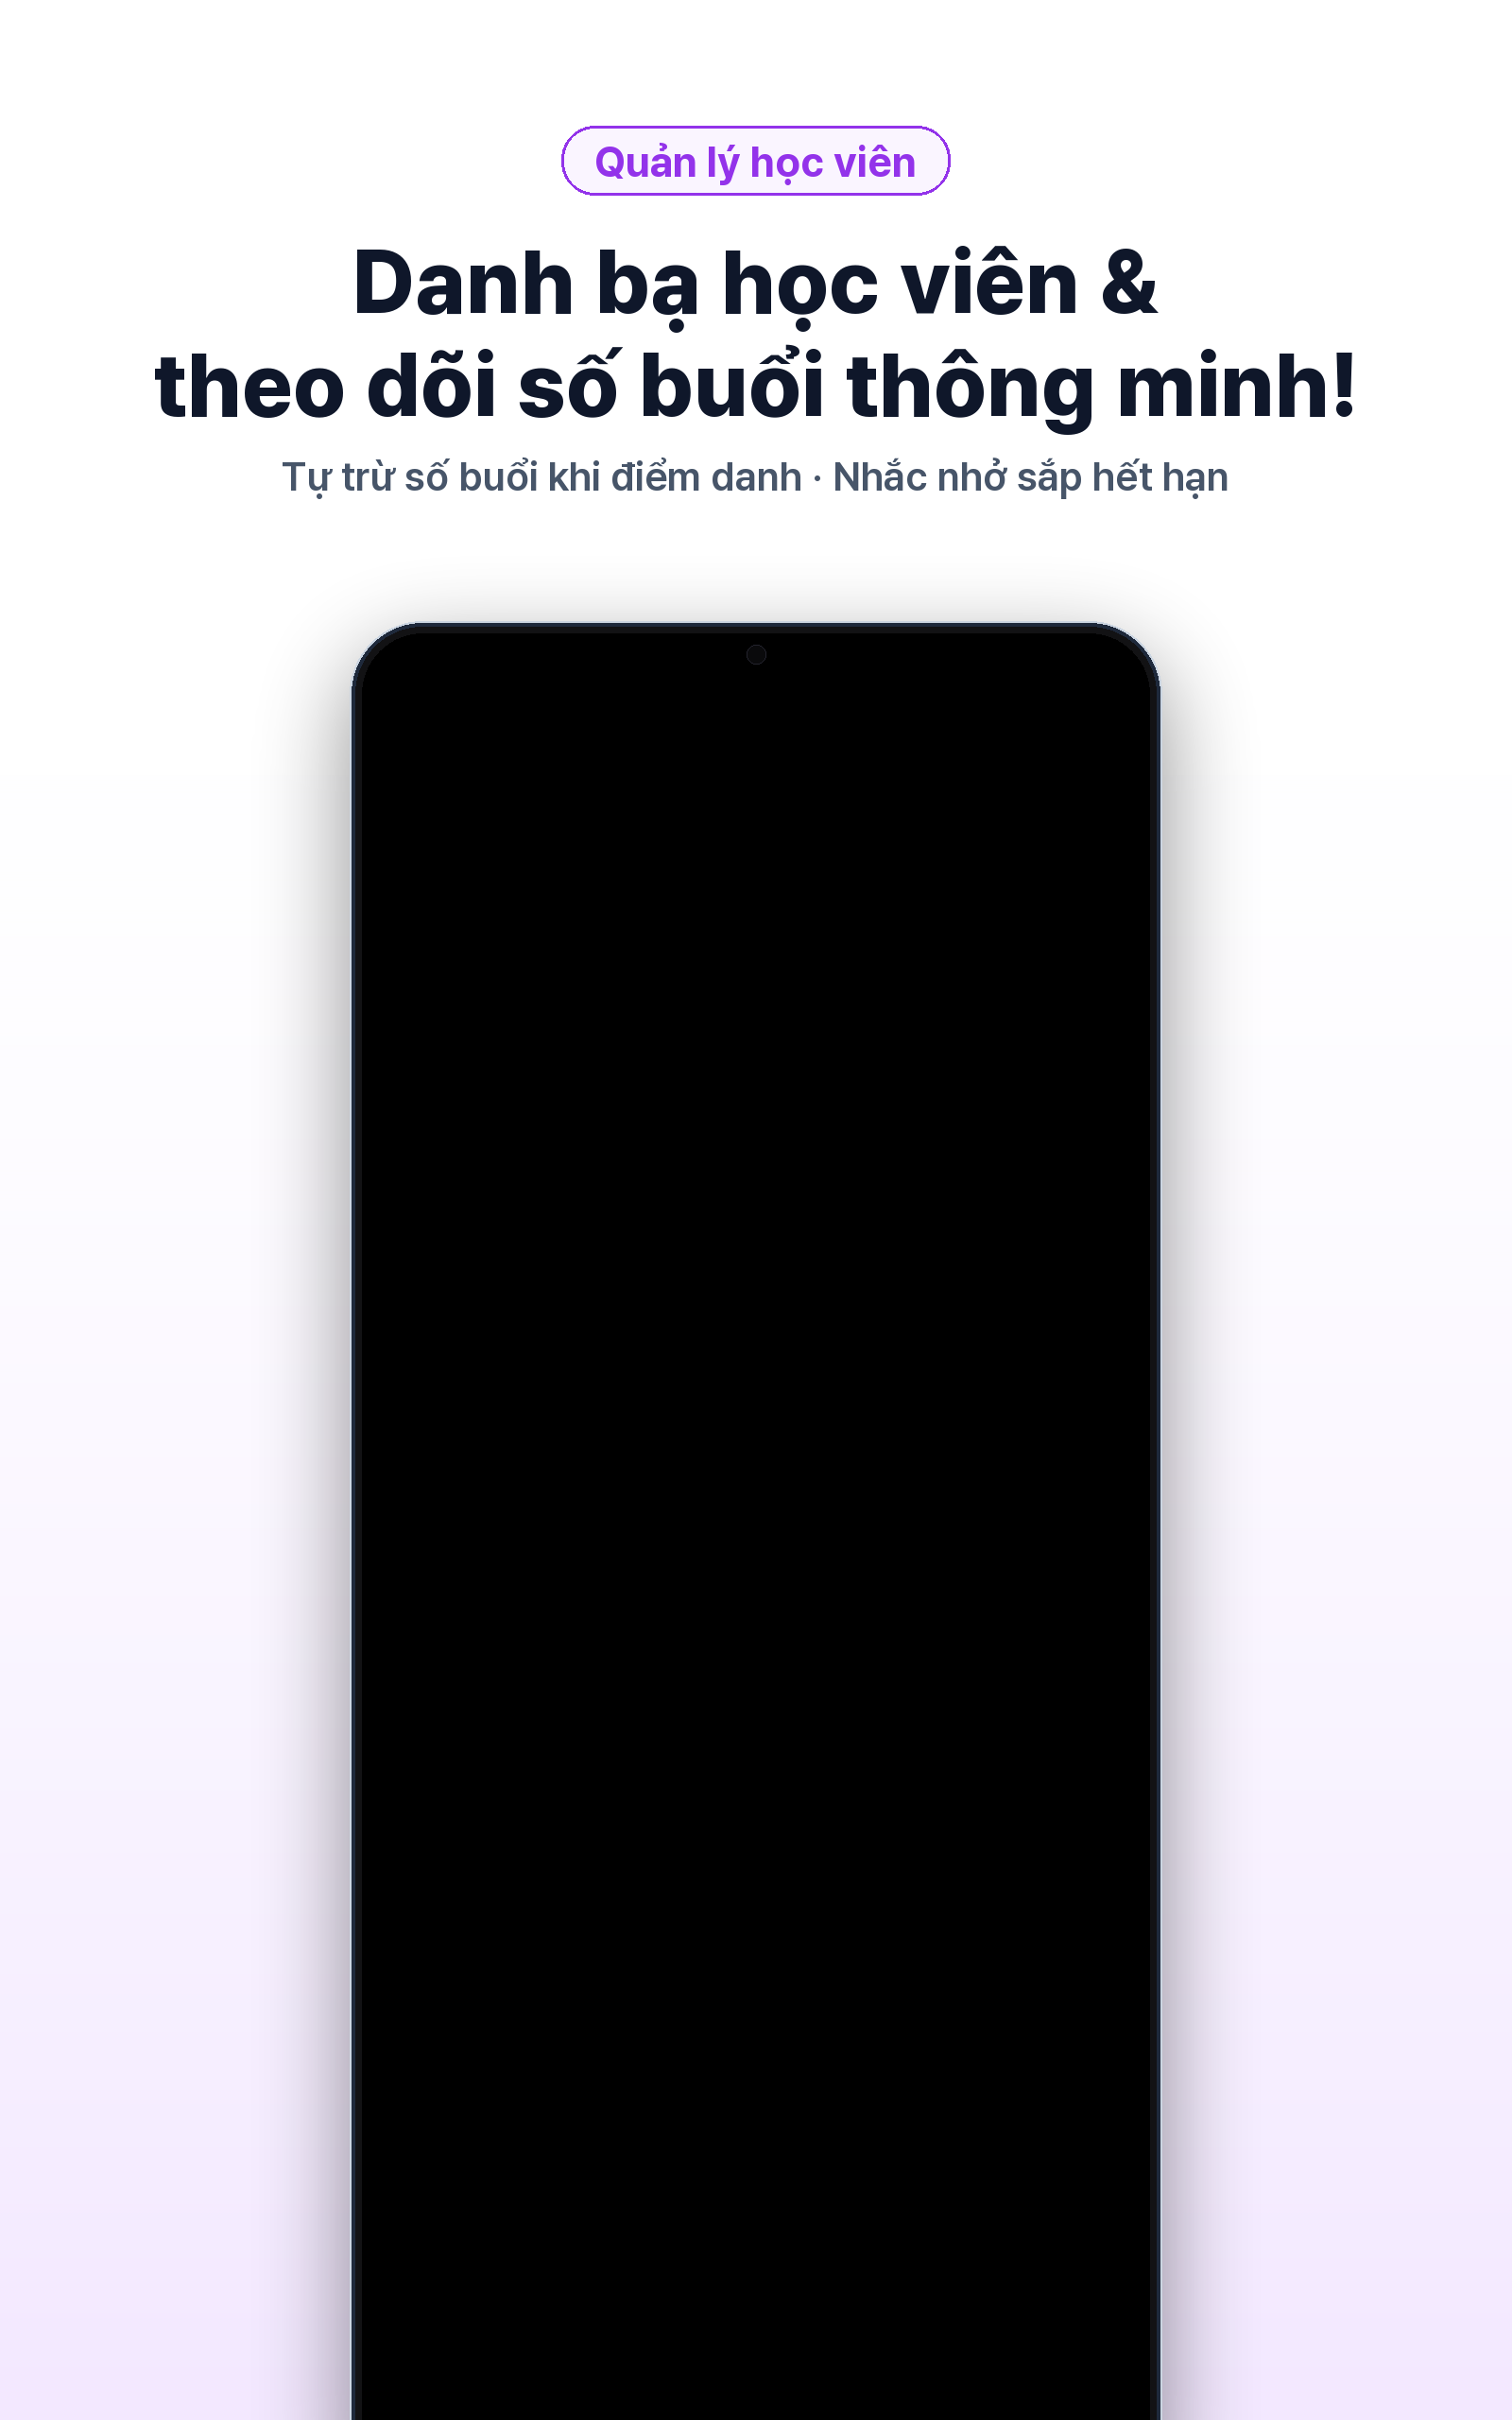 Quản lý học viên
Danh bạ học viên &
theo dõi số buổi thông minh!
Tự trừ số buổi khi điểm danh · Nhắc nhở sắp hết hạn